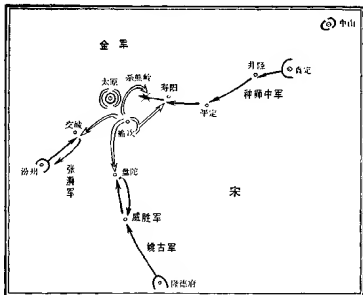 中山
金军
杀熊岭
太原
寿阳
井陉
真定
平定
种师中军
榆次
交城
汾州
张灏军
盘陀
宋
威胜军
姚古军
隆德府